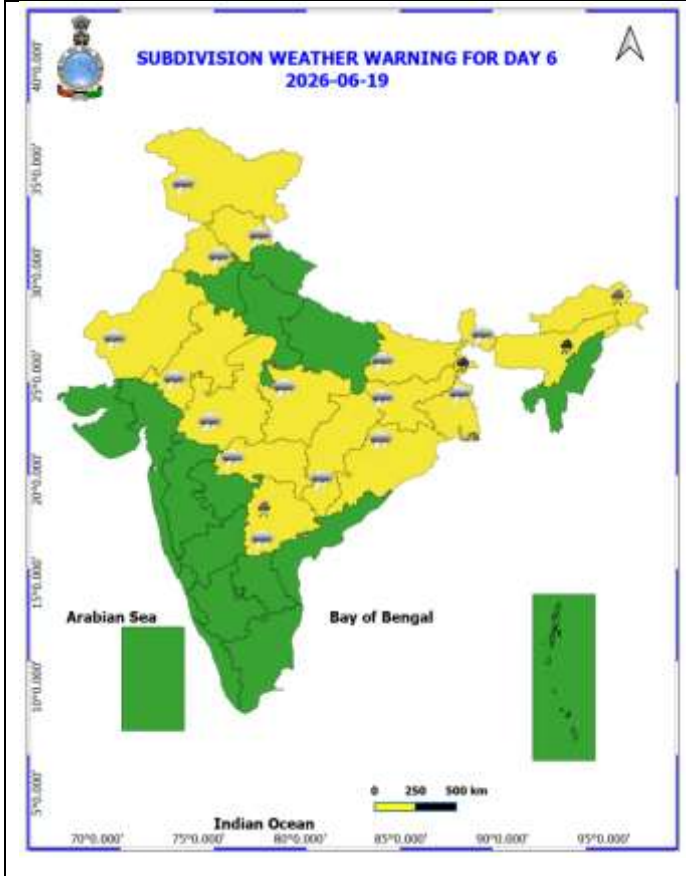 SUBDIVISION WEATHER WARNING FOR DAY 6
2026-06-19
40°0.000'
35°0.000'
30°0.000'
25°0.000'
20°0.000'
15°0.000'
10°0.000'
5°0.000'
Arabian Sea
Bay of Bengal
0 250 500 km
Indian Ocean
70°0.000' 75°0.000' 80°0.000' 85°0.000' 90°0.000' 95°0.000'